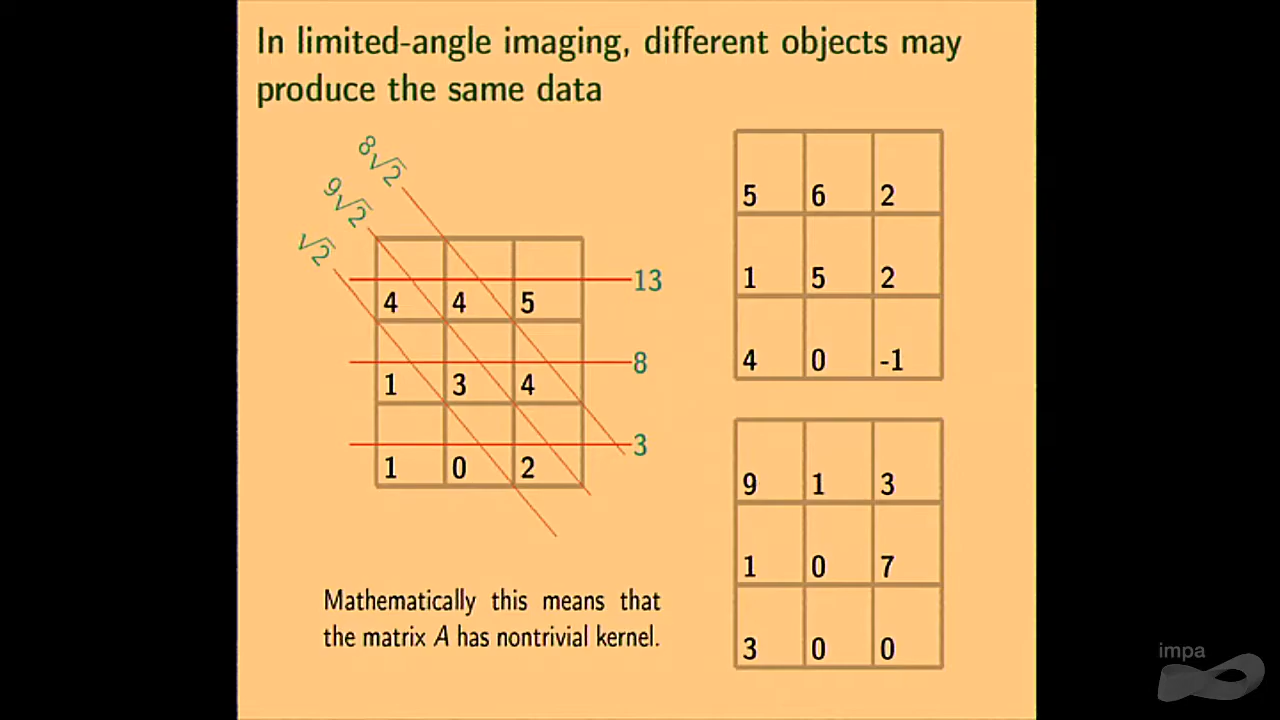 In limited-angle imaging, different objects may
produce the same data
8√2
9√2
√2
13
4 4 5
8
1 3 4
3
1 0 2
5 6 2
1 5 2
4 0 -1
9 1 3
1 0 7
3 0 0
Mathematically this means that
the matrix A has nontrivial kernel.
impa